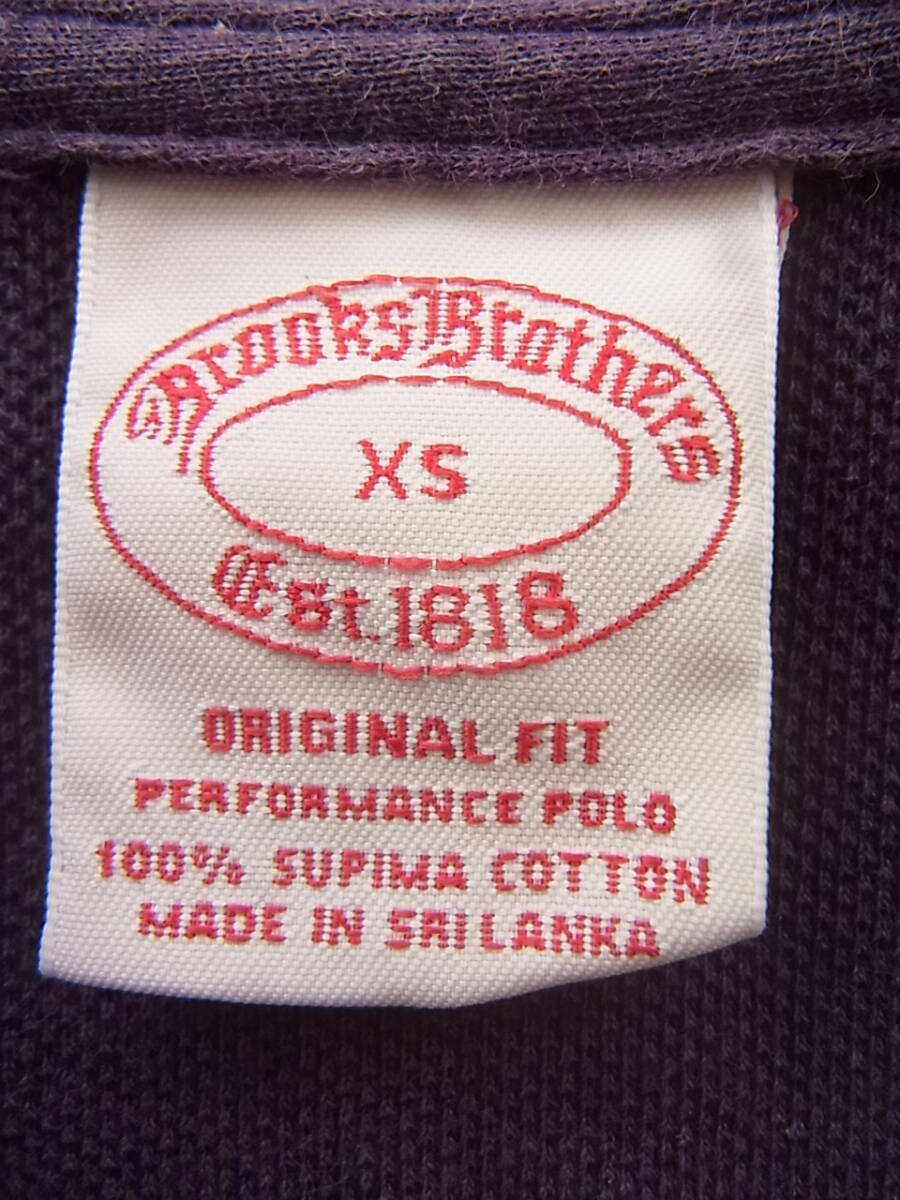 Brooks Brothers
XS
Est. 1818
ORIGINAL FIT
PERFORMANCE POLO
100% SUPIMA COTTON
MADE IN SRI LANKA